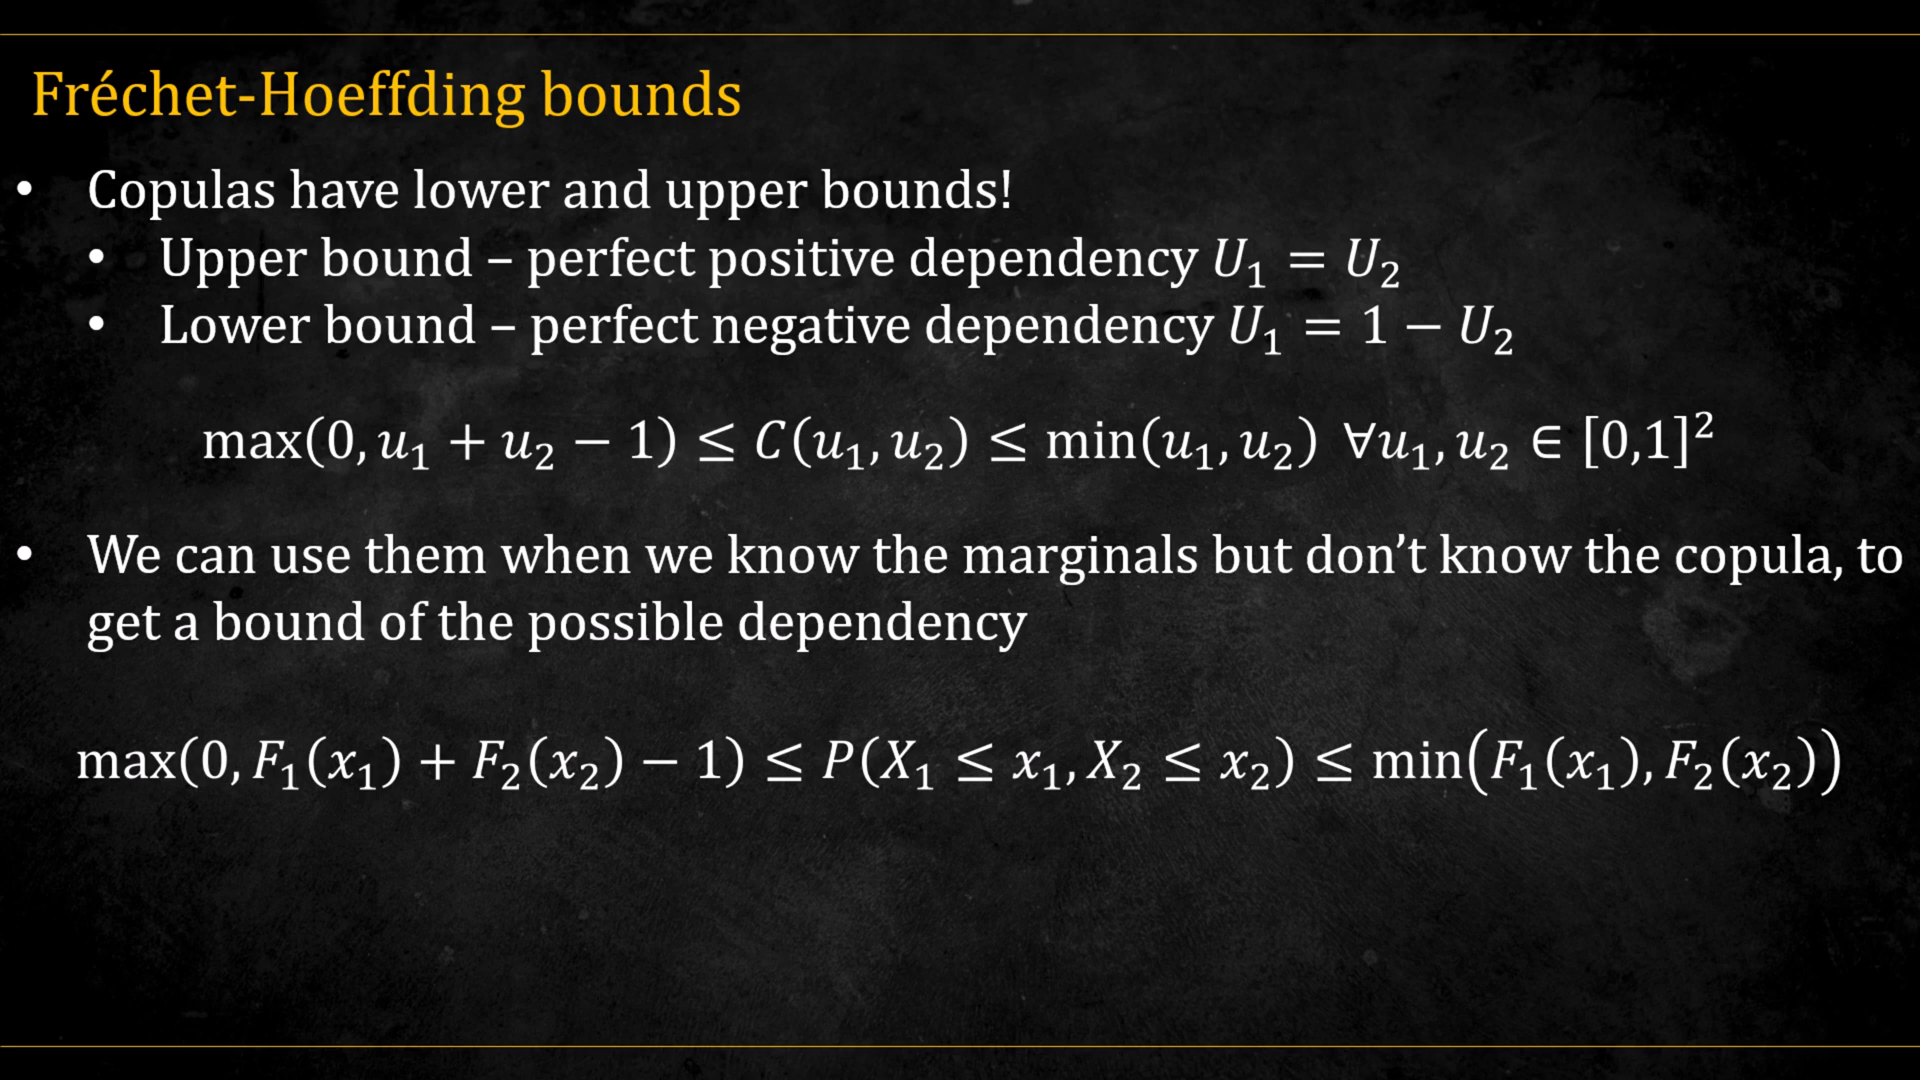 Fréchet-Hoeffding bounds
• Copulas have lower and upper bounds!
• Upper bound – perfect positive dependency U₁ = U₂
• Lower bound – perfect negative dependency U₁ = 1 − U₂
max(0, u₁ + u₂ − 1) ≤ C(u₁, u₂) ≤ min(u₁, u₂) ∀u₁, u₂ ∈ [0,1]²
• We can use them when we know the marginals but don’t know the copula, to
get a bound of the possible dependency
max(0, F₁(x₁) + F₂(x₂) − 1) ≤ P(X₁ ≤ x₁, X₂ ≤ x₂) ≤ min(F₁(x₁), F₂(x₂))